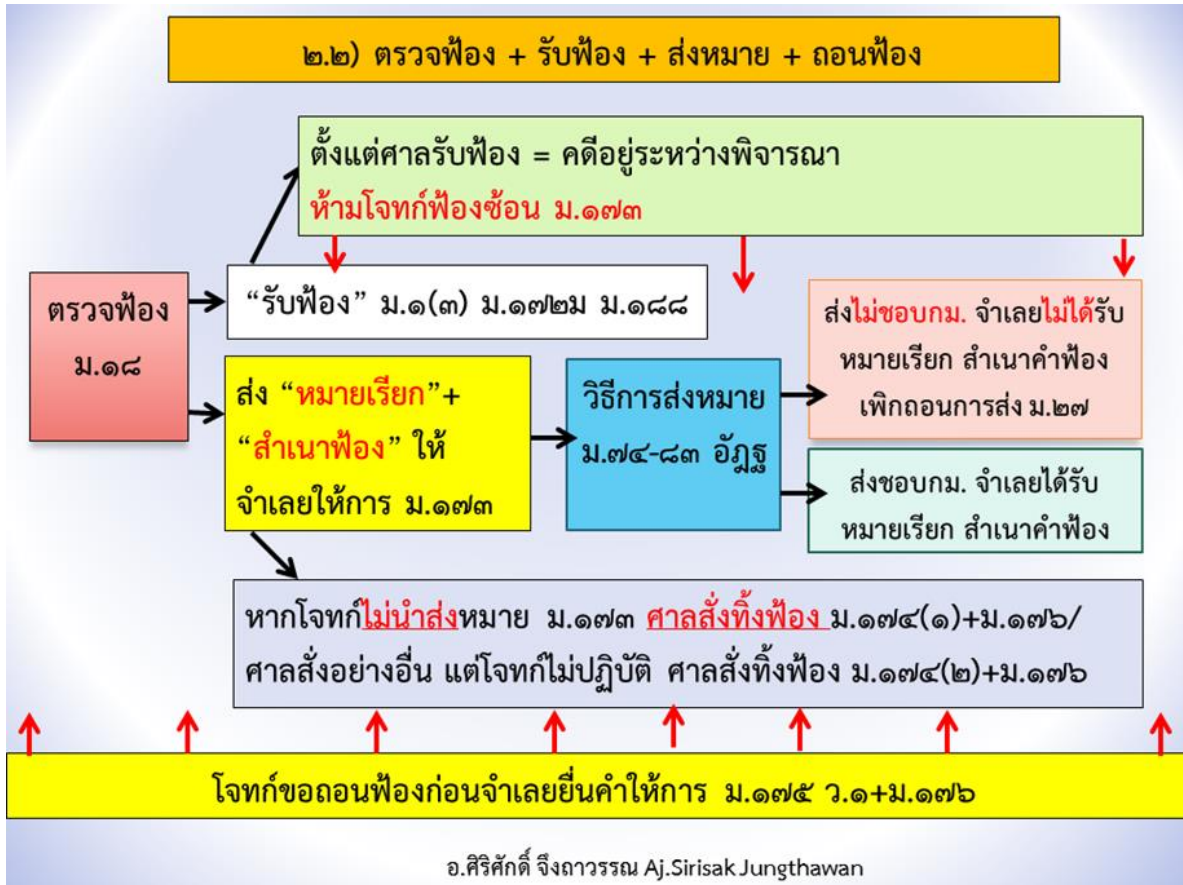 ๒.๒) ตรวจฟ้อง + รับฟ้อง + ส่งหมาย + ถอนฟ้อง
ตั้งแต่ศาลรับฟ้อง = คดีอยู่ระหว่างพิจารณา
ห้ามโจทก์ฟ้องซ้อน ม.๑๗๓
ตรวจฟ้อง
ม.๑๘
“รับฟ้อง” ม.๑(๓) ม.๑๗๒ม ม.๑๘๘
ส่ง “หมายเรียก”+
“สำเนาฟ้อง” ให้
จำเลยให้การ ม.๑๗๓
วิธีการส่งหมาย
ม.๗๔-๘๓ อัฎฐ
ส่งไม่ชอบกม. จำเลยไม่ได้รับ
หมายเรียก สำเนาคำฟ้อง
เพิกถอนการส่ง ม.๒๗
ส่งชอบกม. จำเลยได้รับ
หมายเรียก สำเนาคำฟ้อง
หากโจทก์ไม่นำส่งหมาย ม.๑๗๓ ศาลสั่งทิ้งฟ้อง ม.๑๗๔(๑)+ม.๑๗๖/
ศาลสั่งอย่างอื่น แต่โจทก์ไม่ปฏิบัติ ศาลสั่งทิ้งฟ้อง ม.๑๗๔(๒)+ม.๑๗๖
โจทก์ขอถอนฟ้องก่อนจำเลยยื่นคำให้การ ม.๑๗๕ ว.๑+ม.๑๗๖
อ.ศิริศักดิ์ จึงถาวรรณ Aj.Sirisak Jungthawan